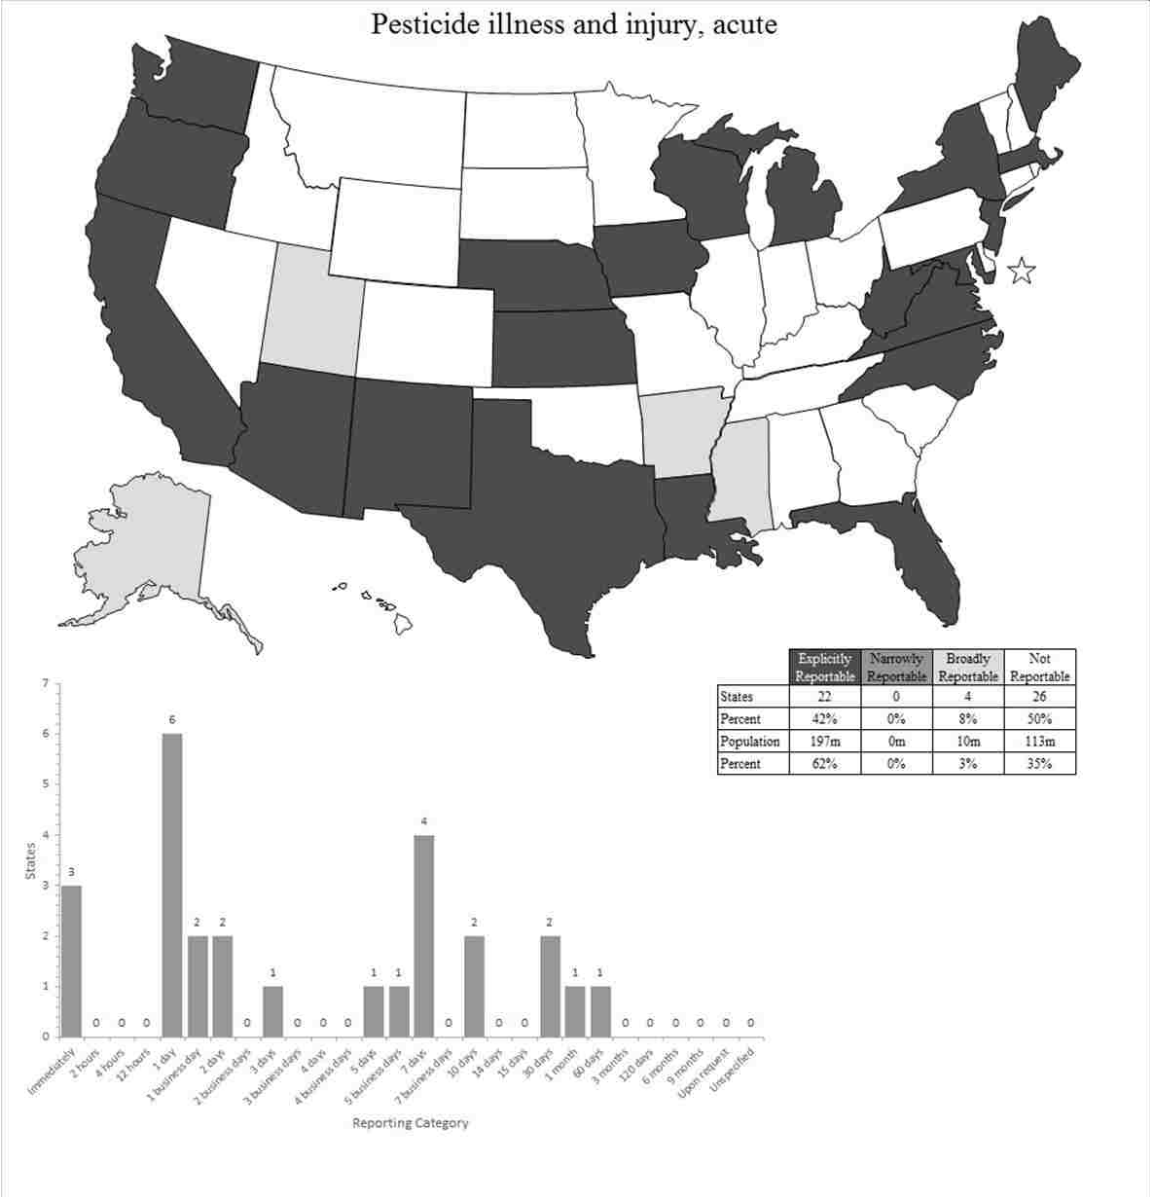 Pesticide illness and injury, acute
Explicitly Reportable Narrowly Reportable Broadly Reportable Not Reportable
States 22 0 4 26
Percent 42% 0% 8% 50%
Population 197m 0m 10m 113m
Percent 62% 0% 3% 35%
7
6
5
4
3
2
1
0
States
3 0 0 0 6 2 2 0 1 0 0 0 1 1 4 0 2 0 0 2 1 1 0 0 0 0 0 0
Immediately
2 hours
4 hours
12 hours
1 day
1 business day
2 days
2 business days
3 days
3 business days
4 days
4 business days
5 days
5 business days
7 days
7 business days
10 days
14 days
15 days
30 days
1 month
60 days
3 months
120 days
6 months
9 months
Upon request
Unspecified
Reporting Category